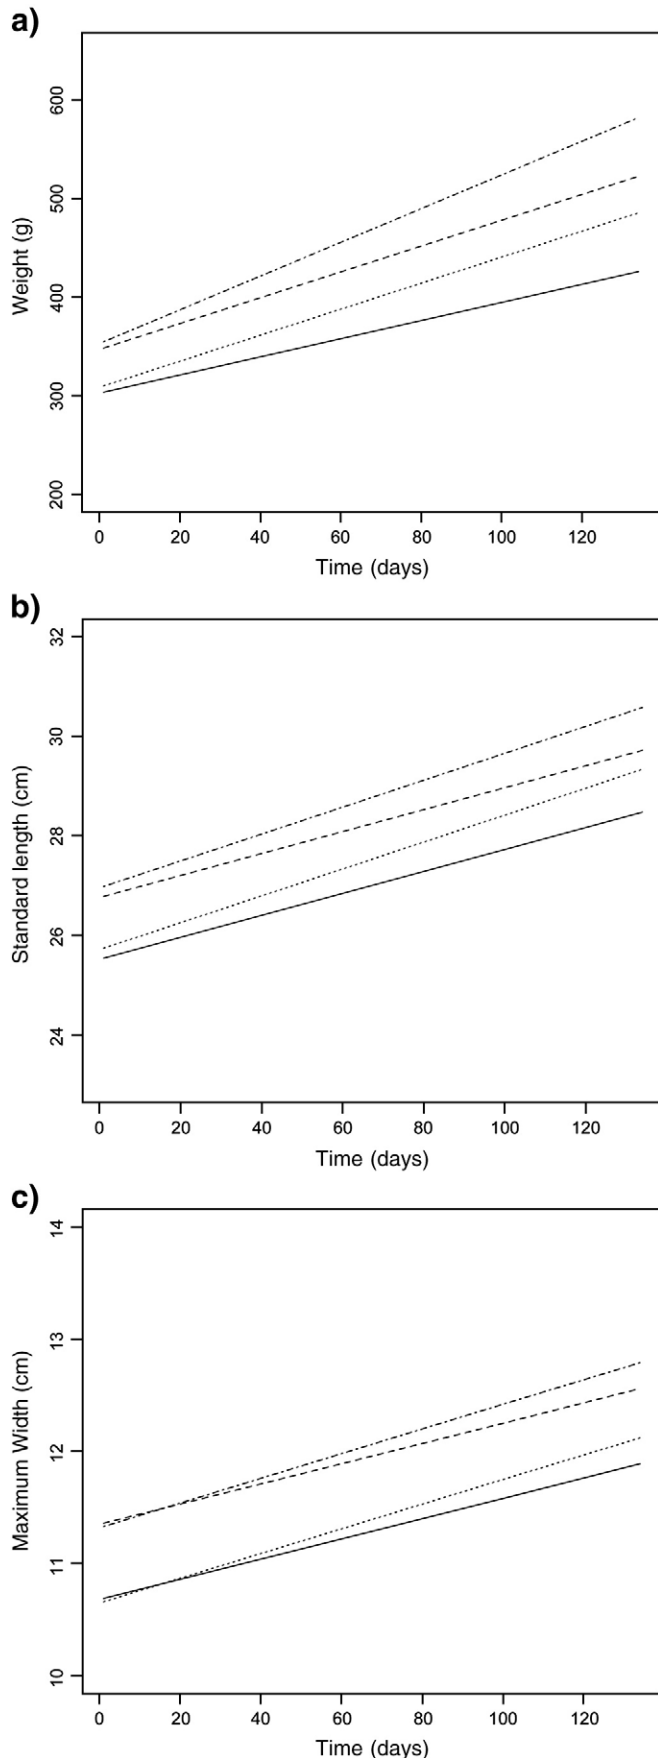 a)
600
500
400
300
200
Weight (g)
0 20 40 60 80 100 120
Time (days)
b)
32
30
28
26
24
Standard length (cm)
0 20 40 60 80 100 120
Time (days)
c)
14
13
12
11
10
Maximum Width (cm)
0 20 40 60 80 100 120
Time (days)